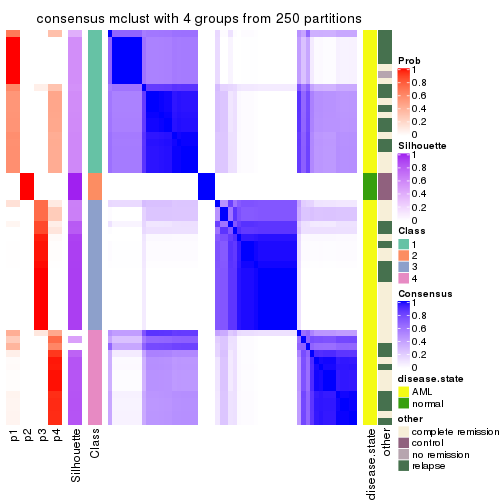 consensus mclust with 4 groups from 250 partitions
Prob
1
0.8
0.6
0.4
0.2
0
Silhouette
1
0.8
0.6
0.4
0.2
0
Class
1
2
3
4
Consensus
1
0.8
0.6
0.4
0.2
0
disease.state
AML
normal
other
complete remission
control
no remission
relapse
p1
p2
p3
p4
Silhouette
Class
disease.state
other